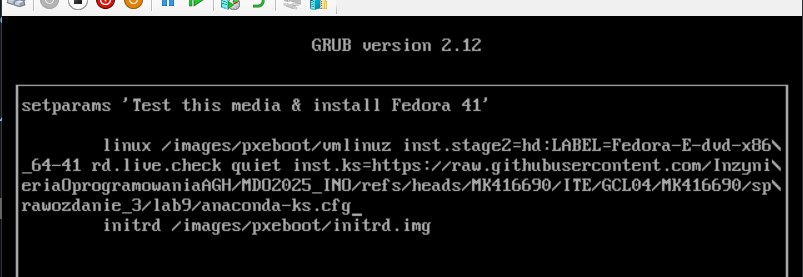 GRUB version 2.12
setparams 'Test this media & install Fedora 41'
linux /images/pxeboot/vmlinuz inst.stage2=hd:LABEL=Fedora-E-dvd-x86\
_64-41 rd.live.check quiet inst.ks=https://raw.githubusercontent.com/Inzyni\
eriaOprogramowaniaAGH/MDO2025_INO/refs/heads/MK416690/ITE/GCL04/MK416690/sp\
rawozdanie_3/lab9/anaconda-ks.cfg_
initrd /images/pxeboot/initrd.img